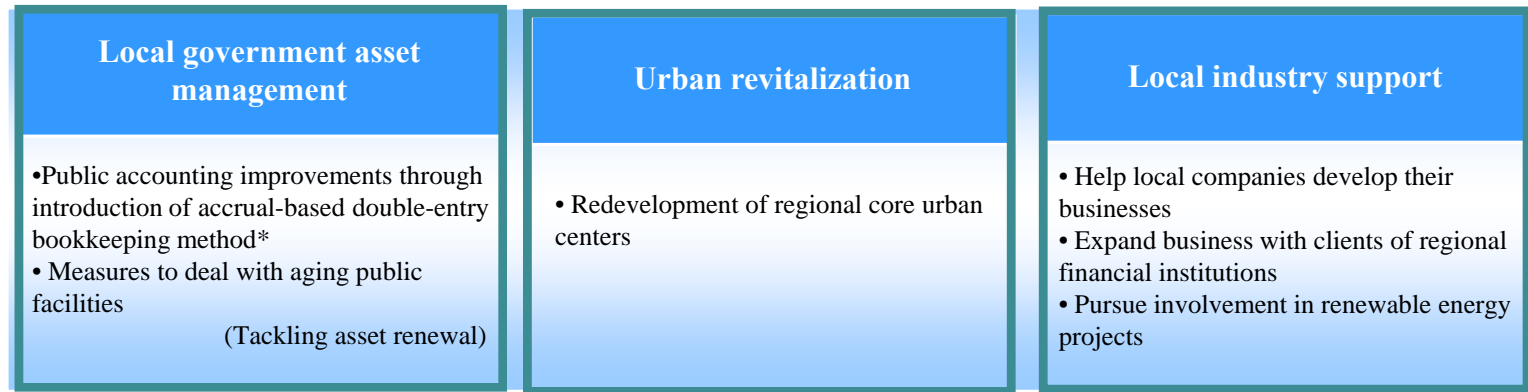 Local government asset
management
•Public accounting improvements through
introduction of accrual-based double-entry
bookkeeping method*
• Measures to deal with aging public
facilities
(Tackling asset renewal)
Urban revitalization
• Redevelopment of regional core urban
centers
Local industry support
• Help local companies develop their
businesses
• Expand business with clients of regional
financial institutions
• Pursue involvement in renewable energy
projects